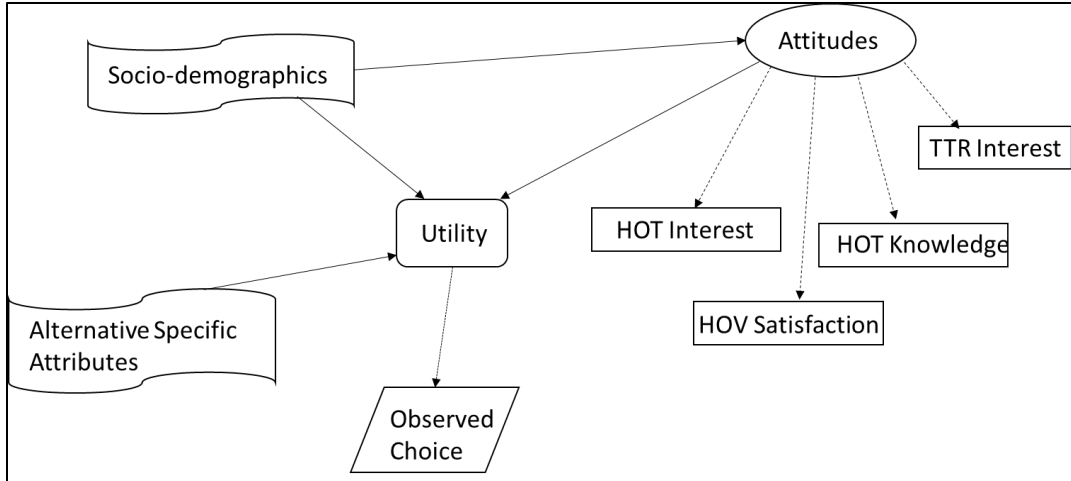 Attitudes
Socio-demographics
TTR Interest
Utility
HOT Interest
HOT Knowledge
HOV Satisfaction
Alternative Specific
Attributes
Observed
Choice